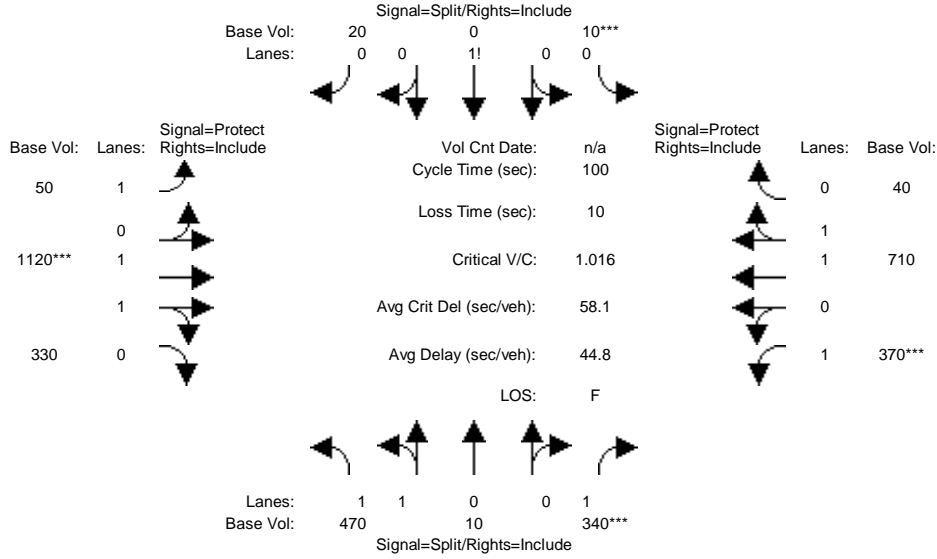 Signal=Split/Rights=Include
Base Vol: 20 0 10***
Lanes: 0 0 1! 0 0
Signal=Protect Signal=Protect
Base Vol: Lanes: Rights=Include Vol Cnt Date: n/a Rights=Include Lanes: Base Vol:
Cycle Time (sec): 100
50 1 0 40
Loss Time (sec): 10
0 1
1120*** 1 Critical V/C: 1.016 1 710
1 Avg Crit Del (sec/veh): 58.1 0
330 0 Avg Delay (sec/veh): 44.8 1 370***
LOS: F
Lanes: 1 1 0 0 1
Base Vol: 470 10 340***
Signal=Split/Rights=Include